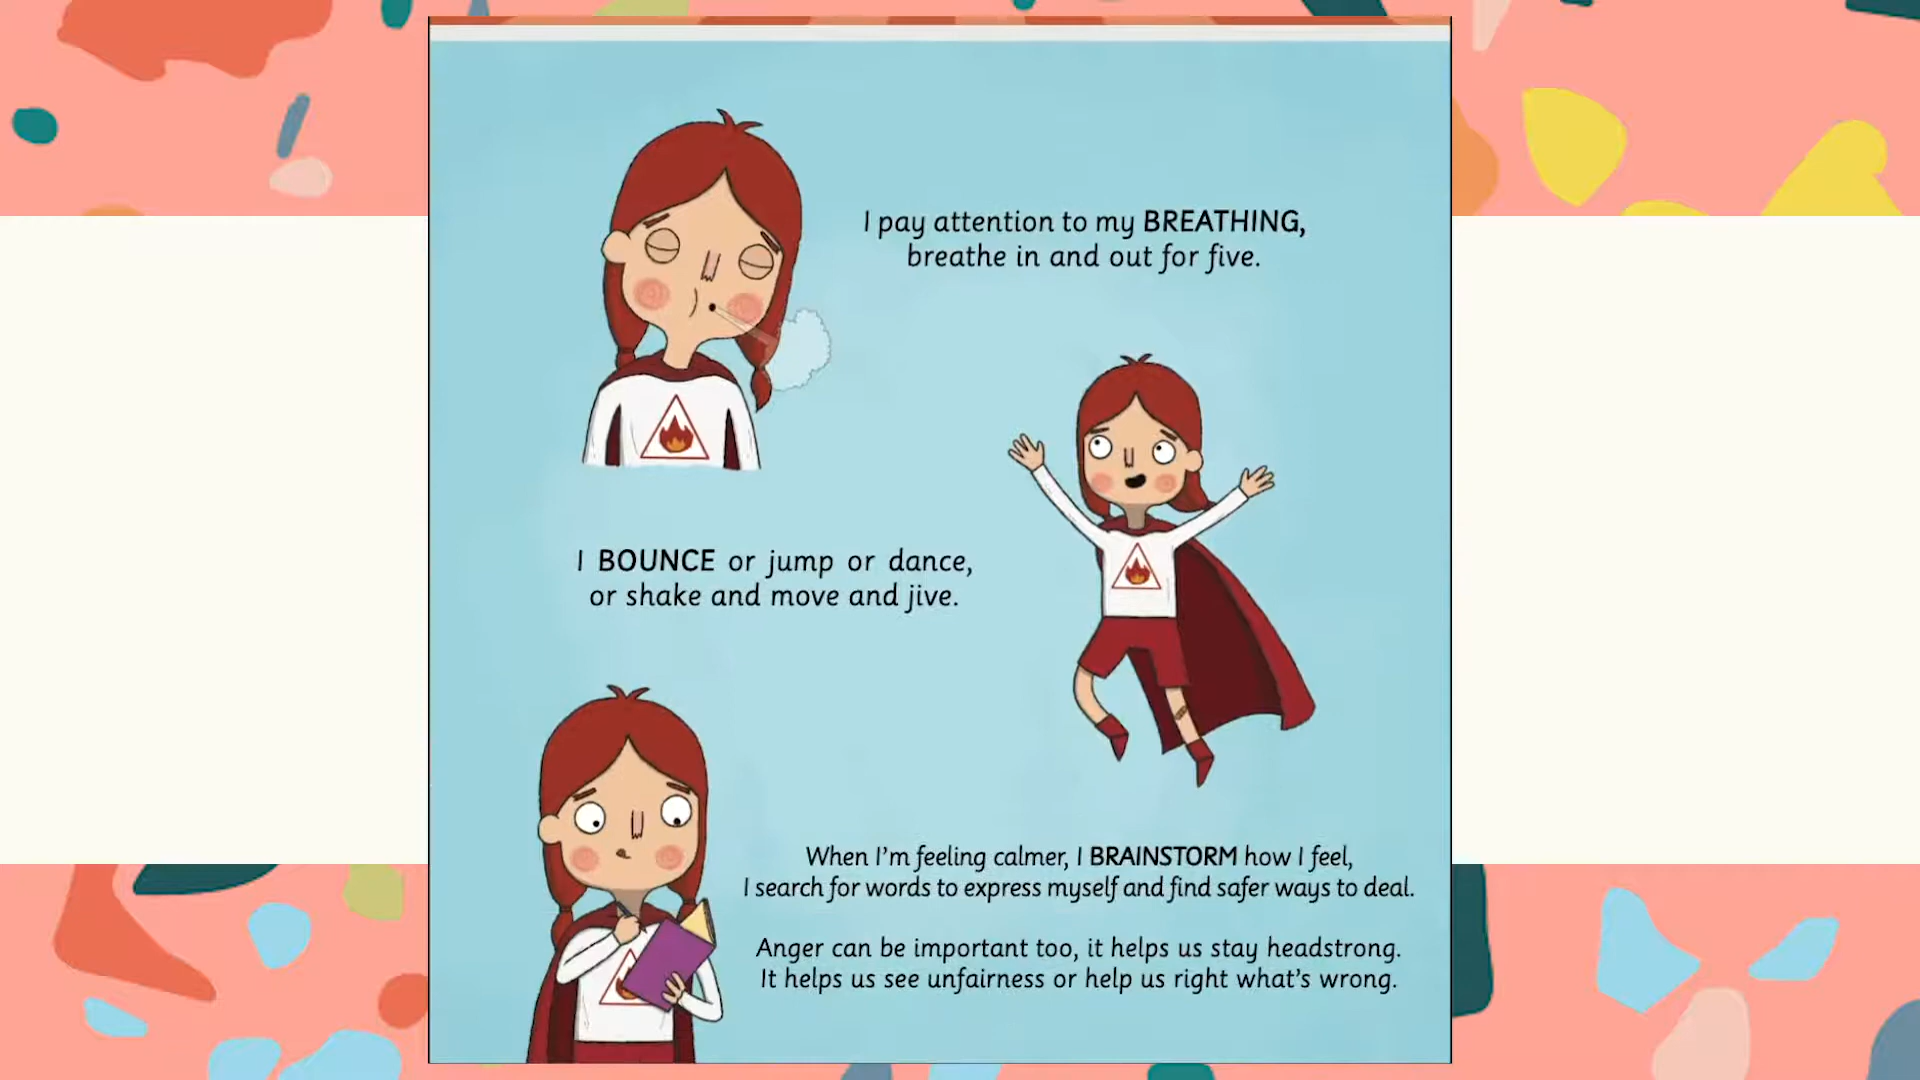 I pay attention to my BREATHING,
breathe in and out for five.
I BOUNCE or jump or dance,
or shake and move and jive.
When I'm feeling calmer, I BRAINSTORM how I feel,
I search for words to express myself and find safer ways to deal.
Anger can be important too, it helps us stay headstrong.
It helps us see unfairness or help us right what's wrong.